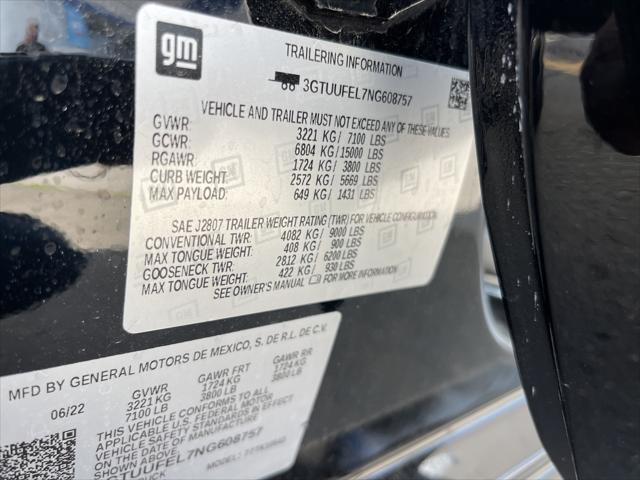 gm
TRAILERING INFORMATION
3GTUUFEL7NG608757
VEHICLE AND TRAILER MUST NOT EXCEED ANY OF THESE VALUES
GVWR: 3221 KG/ 7100 LBS
GCWR: 6804 KG/ 15000 LBS
RGAWR: 1724 KG/ 3800 LBS
CURB WEIGHT: 2572 KG/ 5669 LBS
MAX PAYLOAD: 649 KG/ 1431 LBS
SAE J2807 TRAILER WEIGHT RATING (TWR) FOR VEHICLE CONFIGURATION
CONVENTIONAL TWR: 4082 KG/ 9000 LBS
MAX TONGUE WEIGHT: 408 KG/ 900 LBS
GOOSENECK TWR: 2812 KG/ 6200 LBS
MAX TONGUE WEIGHT: 422 KG/ 930 LBS
SEE OWNER'S MANUAL FOR MORE INFORMATION
MFD BY GENERAL MOTORS DE MEXICO, S. DE R.L. DE C.V.
06/22 GVWR GAWR FRT GAWR RR
3221 KG 1724 KG 1724 KG
7100 LB 3800 LB 3800 LB
THIS VEHICLE CONFORMS TO ALL
APPLICABLE U.S. FEDERAL MOTOR
VEHICLE SAFETY STANDARDS IN EFFECT
ON THE DATE OF MANUFACTURE
SHOWN ABOVE.
3GTUUFEL7NG608757
TRUCK MODEL: